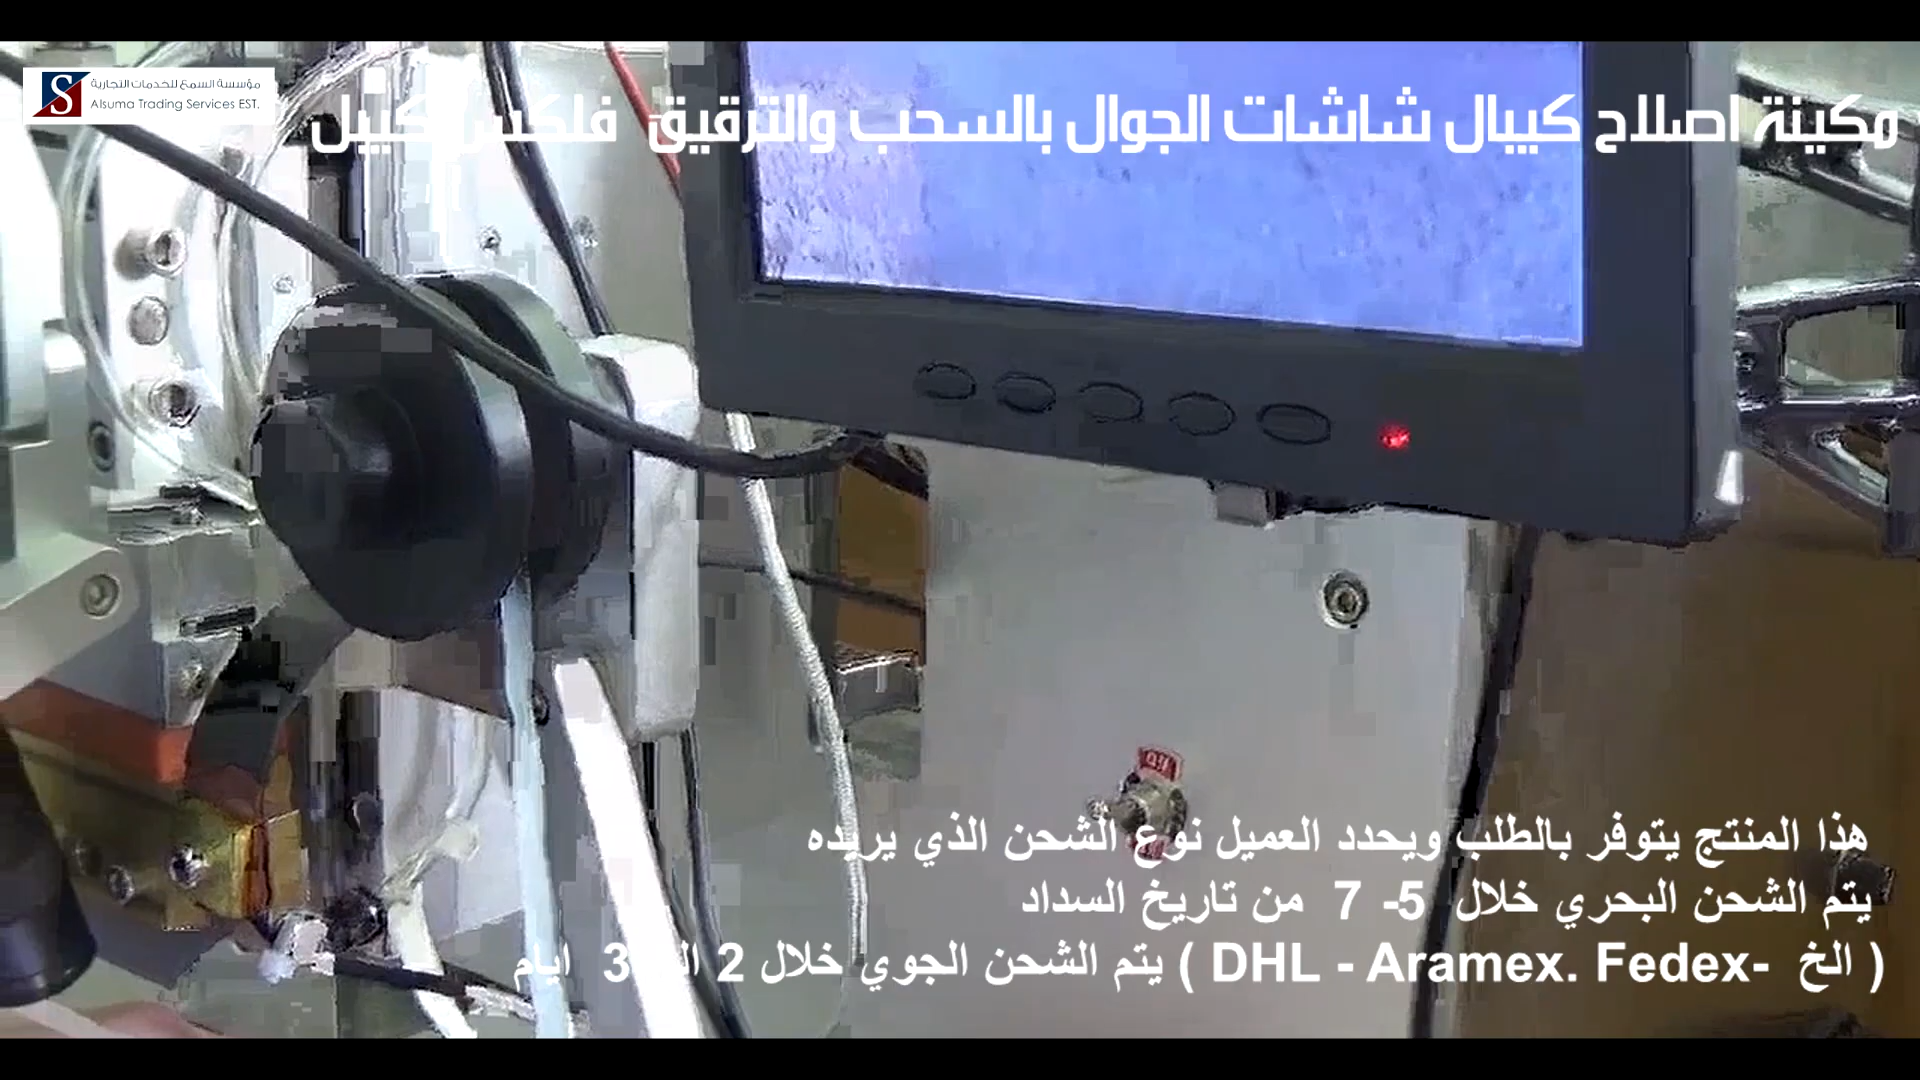 مؤسسة السمع للخدمات التجارية
Alsuma Trading Services EST.
مكينة اصلاح كيبال شاشات الجوال بالسحب والترقيق فلكس كيبل
هذا المنتج يتوفر بالطلب ويحدد العميل نوع الشحن الذي يريده
يتم الشحن البحري خلال 5- 7 من تاريخ السداد
( الخ -DHL - Aramex. Fedex ) يتم الشحن الجوي خلال 2 الى 3 ايام